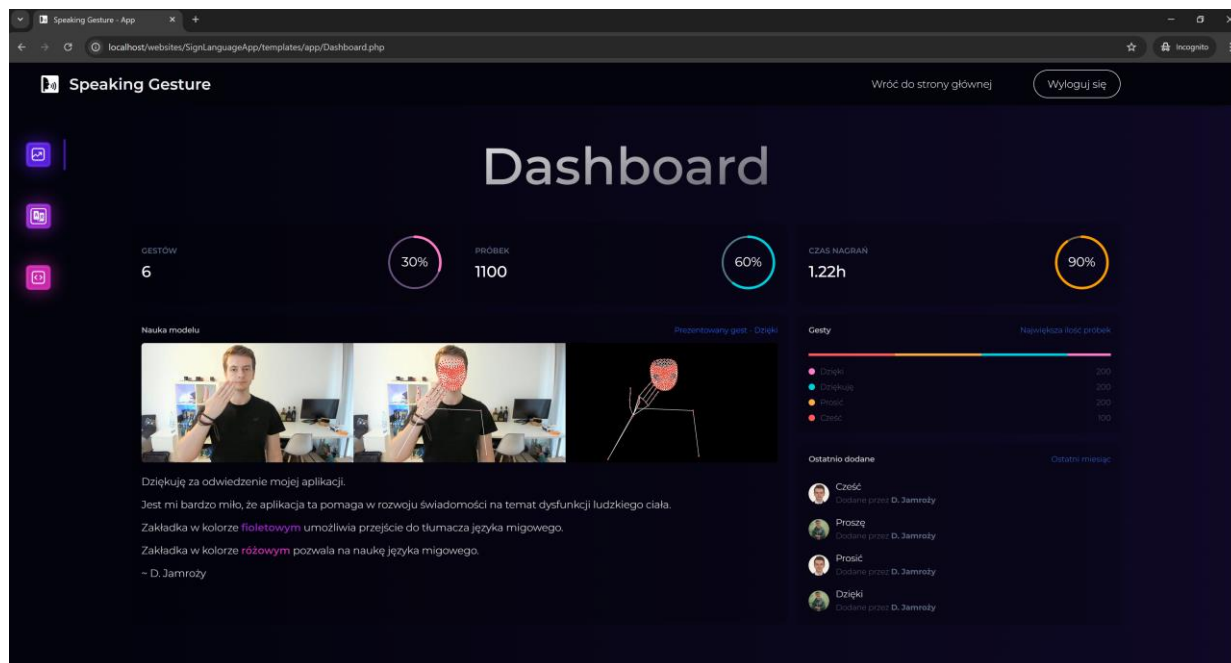 Speaking Gesture - App
localhost/websites/SignLanguageApp/templates/app/Dashboard.php
Incognito
Speaking Gesture
Wróć do strony głównej
Wyloguj się
Dashboard
GESTÓW
6
30%
PRÓBEK
1100
60%
CZAS NAGRAŃ
1.22h
90%
Nauka modelu
Prezentowany gest - Dzięki
Dziękuję za odwiedzenie mojej aplikacji.
Jest mi bardzo miło, że aplikacja ta pomaga w rozwoju świadomości na temat dysfunkcji ludzkiego ciała.
Zakładka w kolorze fioletowym umożliwia przejście do tłumacza języka migowego.
Zakładka w kolorze różowym pozwala na naukę języka migowego.
~ D. Jamroży
Gesty
Największa ilość próbek
Dzięki 200
Dziękuję 200
Prosić 200
Cześć 100
Ostatnio dodane
Ostatni miesiąc
Cześć
Dodane przez D. Jamroży
Proszę
Dodane przez D. Jamroży
Prosić
Dodane przez D. Jamroży
Dzięki
Dodane przez D. Jamroży